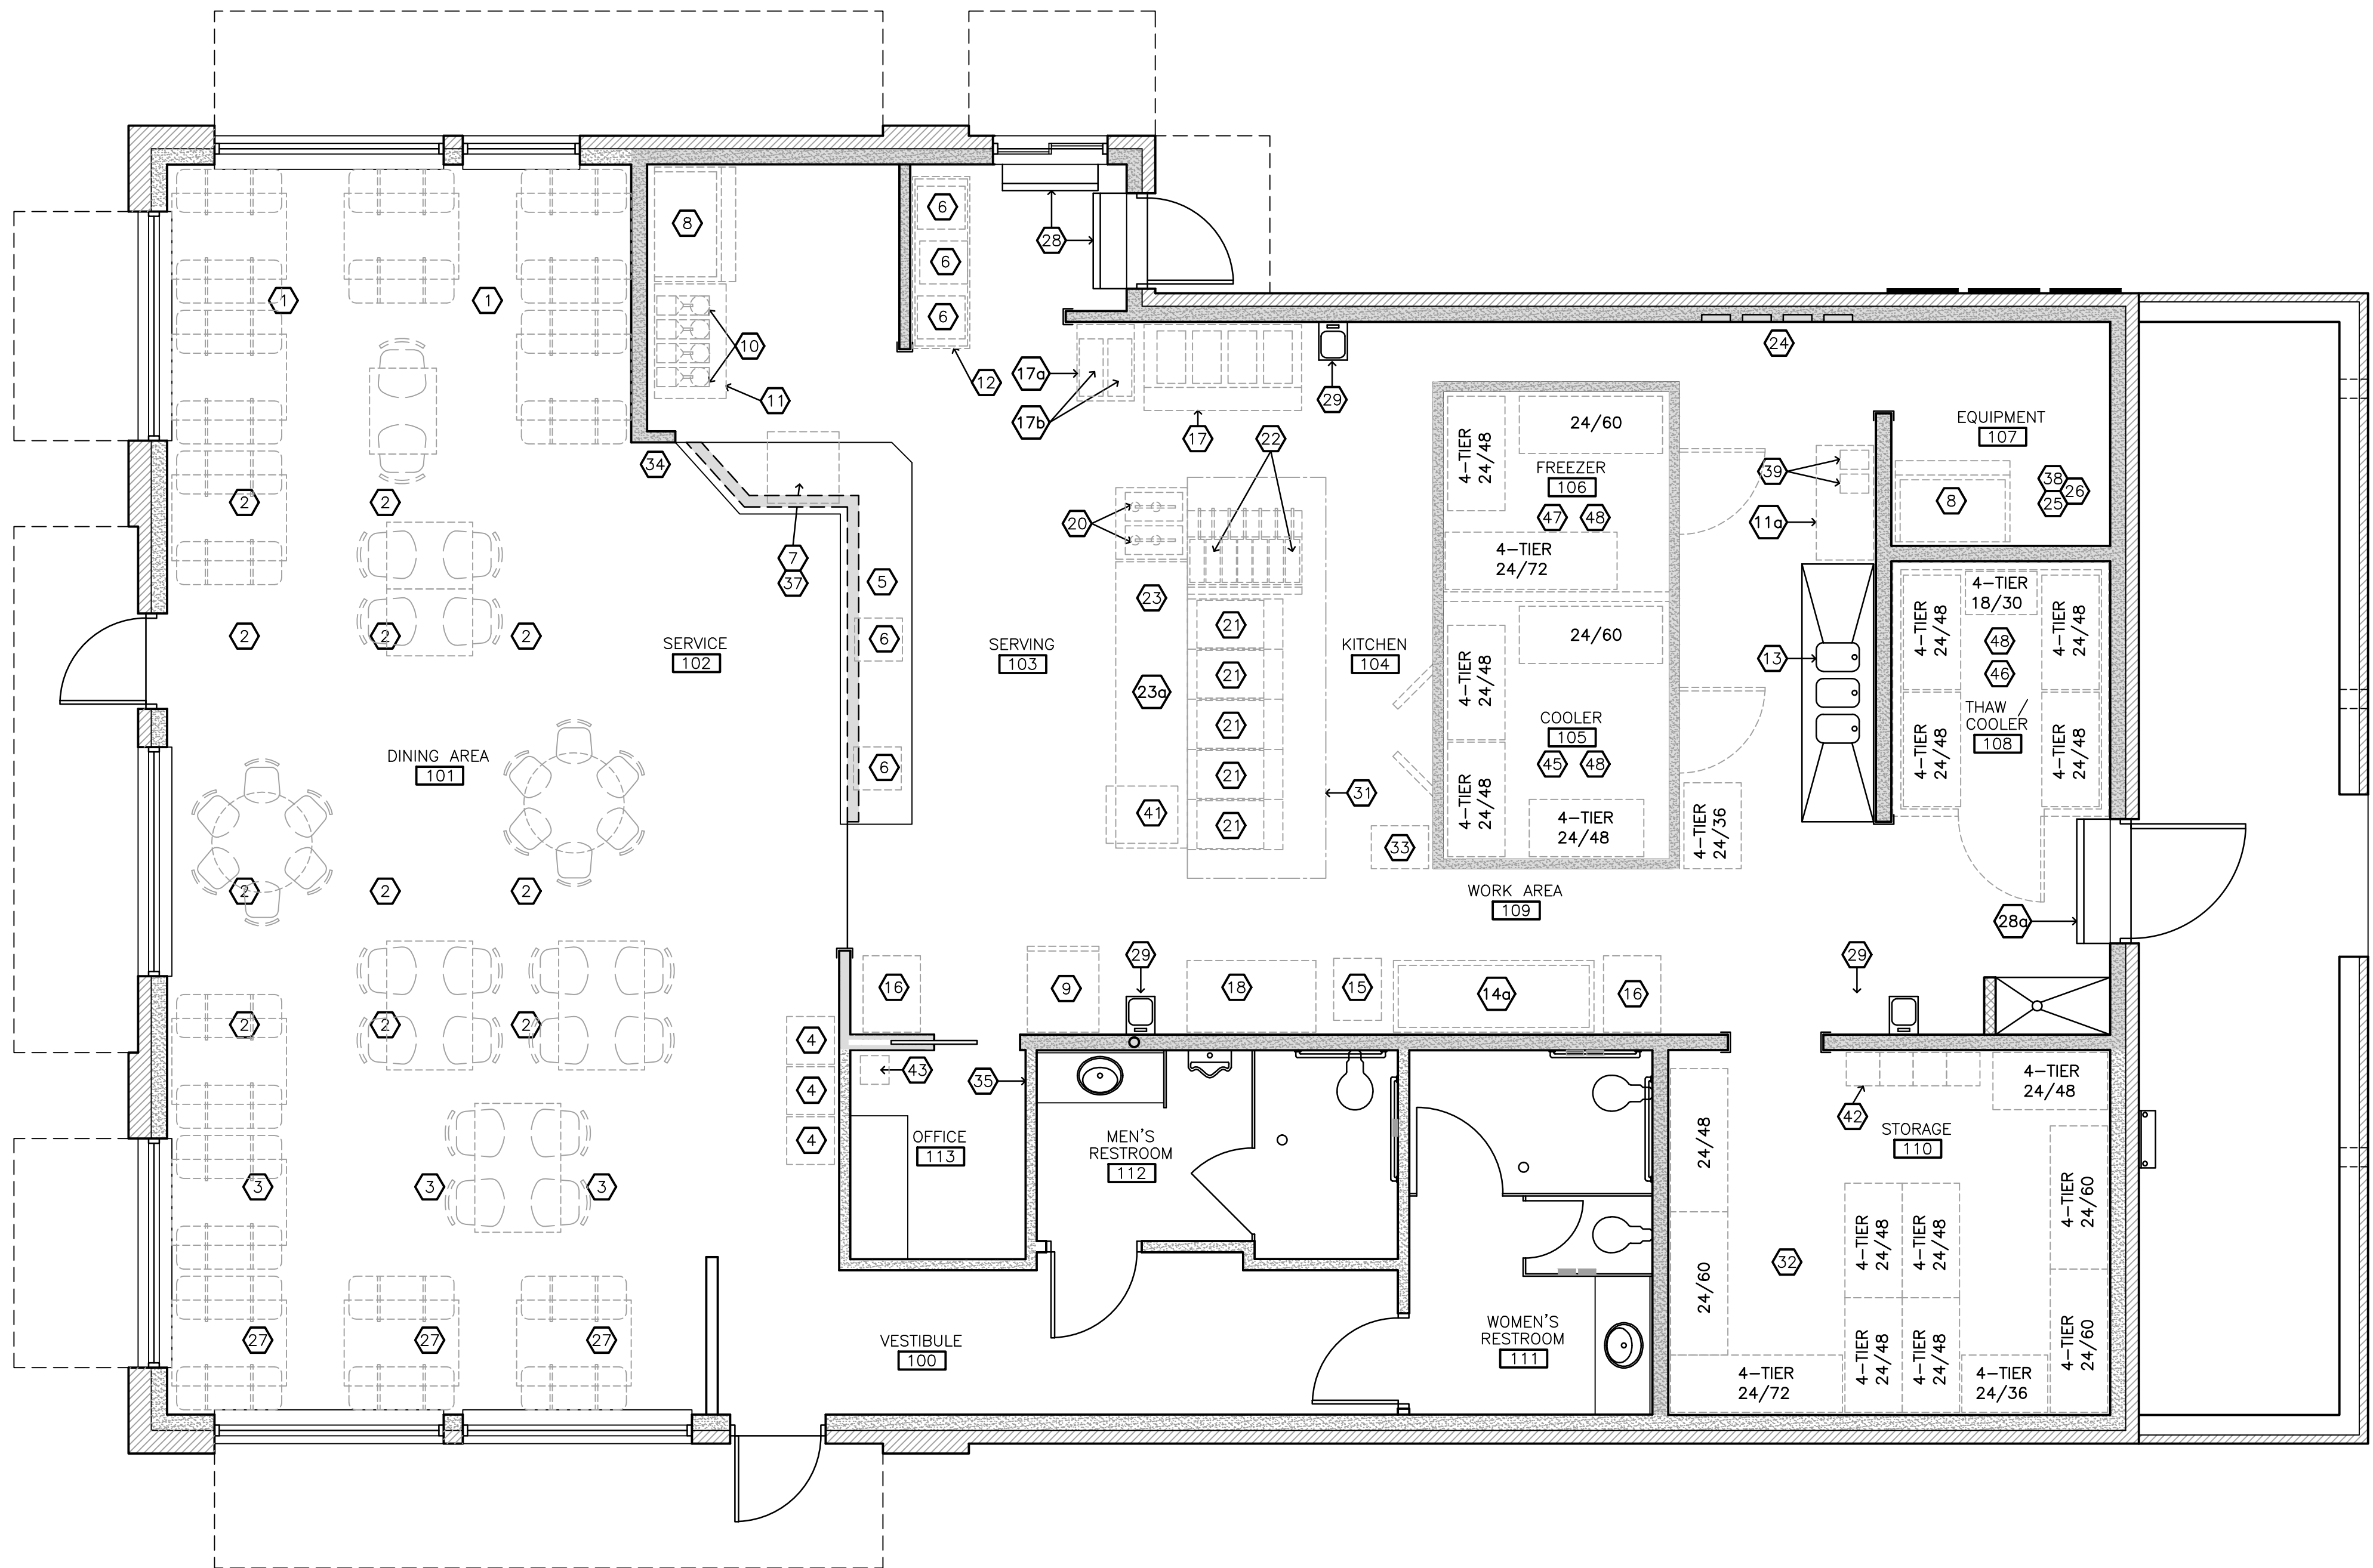 8
6
6
6
28
1
1
10
11
12
17a
17b
17
29
24
EQUIPMENT
107
34
22
4-TIER
24/48
24/60
FREEZER
106
47
48
39
11a
8
38
26
25
2
2
20
7
37
5
23
4-TIER
24/72
4-TIER
18/30
4-TIER
24/48
4-TIER
24/48
48
46
2
2
2
SERVICE
102
6
SERVING
103
21
KITCHEN
104
24/60
13
4-TIER
24/48
23a
21
THAW /
COOLER
108
4-TIER
24/48
4-TIER
24/48
DINING AREA
101
6
21
COOLER
105
45
48
21
31
4-TIER
24/48
4-TIER
24/48
4-TIER
24/36
41
21
33
2
2
2
WORK AREA
109
28a
16
9
29
18
15
14a
16
29
2
2
2
4
4
4
43
35
OFFICE
113
MEN'S
RESTROOM
112
24/48
42
4-TIER
24/48
STORAGE
110
3
3
3
4-TIER
24/60
24/60
32
4-TIER
24/48
4-TIER
24/48
27
27
27
VESTIBULE
100
WOMEN'S
RESTROOM
111
4-TIER
24/72
4-TIER
24/48
4-TIER
24/48
4-TIER
24/36
4-TIER
24/60